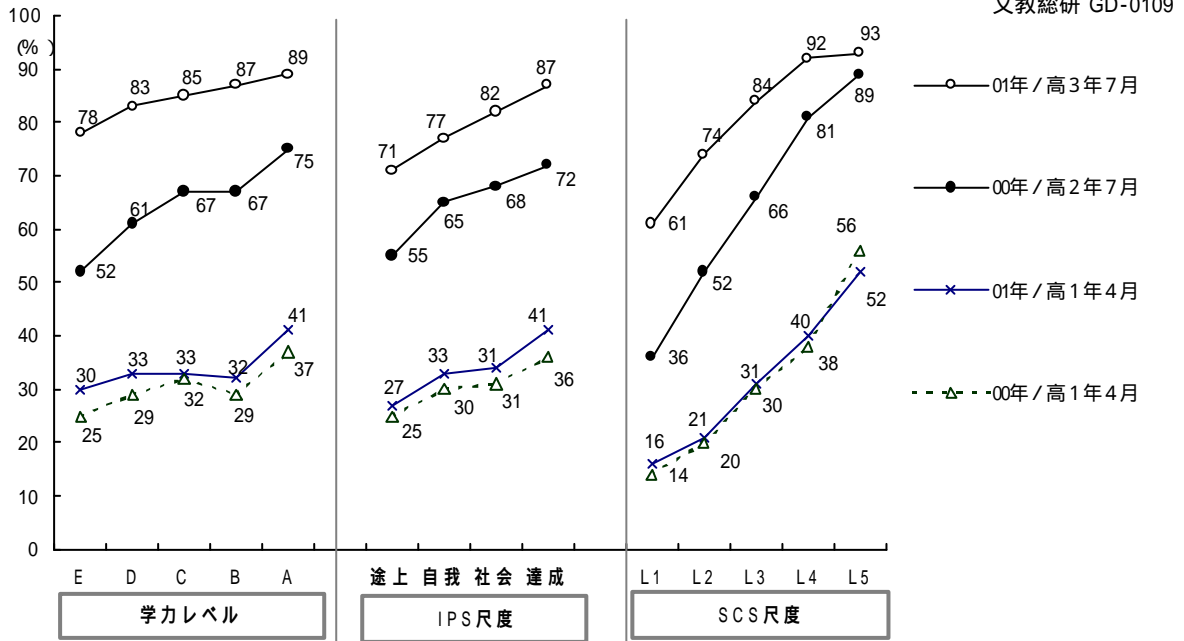 文教総研 GD-0109
100
(%)
90
80
70
60
50
40
30
20
10
0
78 83 85 87 89
52 61 67 67 75
30 33 33 32 41
25 29 32 29 37
71 77 82 87
55 65 68 72
27 33 31 41
25 30 31 36
61 74 84 92 93
36 52 66 81 89
16 21 31 40 52
14 20 30 38 56
01年/高3年7月
00年/高2年7月
01年/高1年4月
00年/高1年4月
E D C B A
途上 自我 社会 達成
L1 L2 L3 L4 L5
学力レベル
IPS尺度
SCS尺度